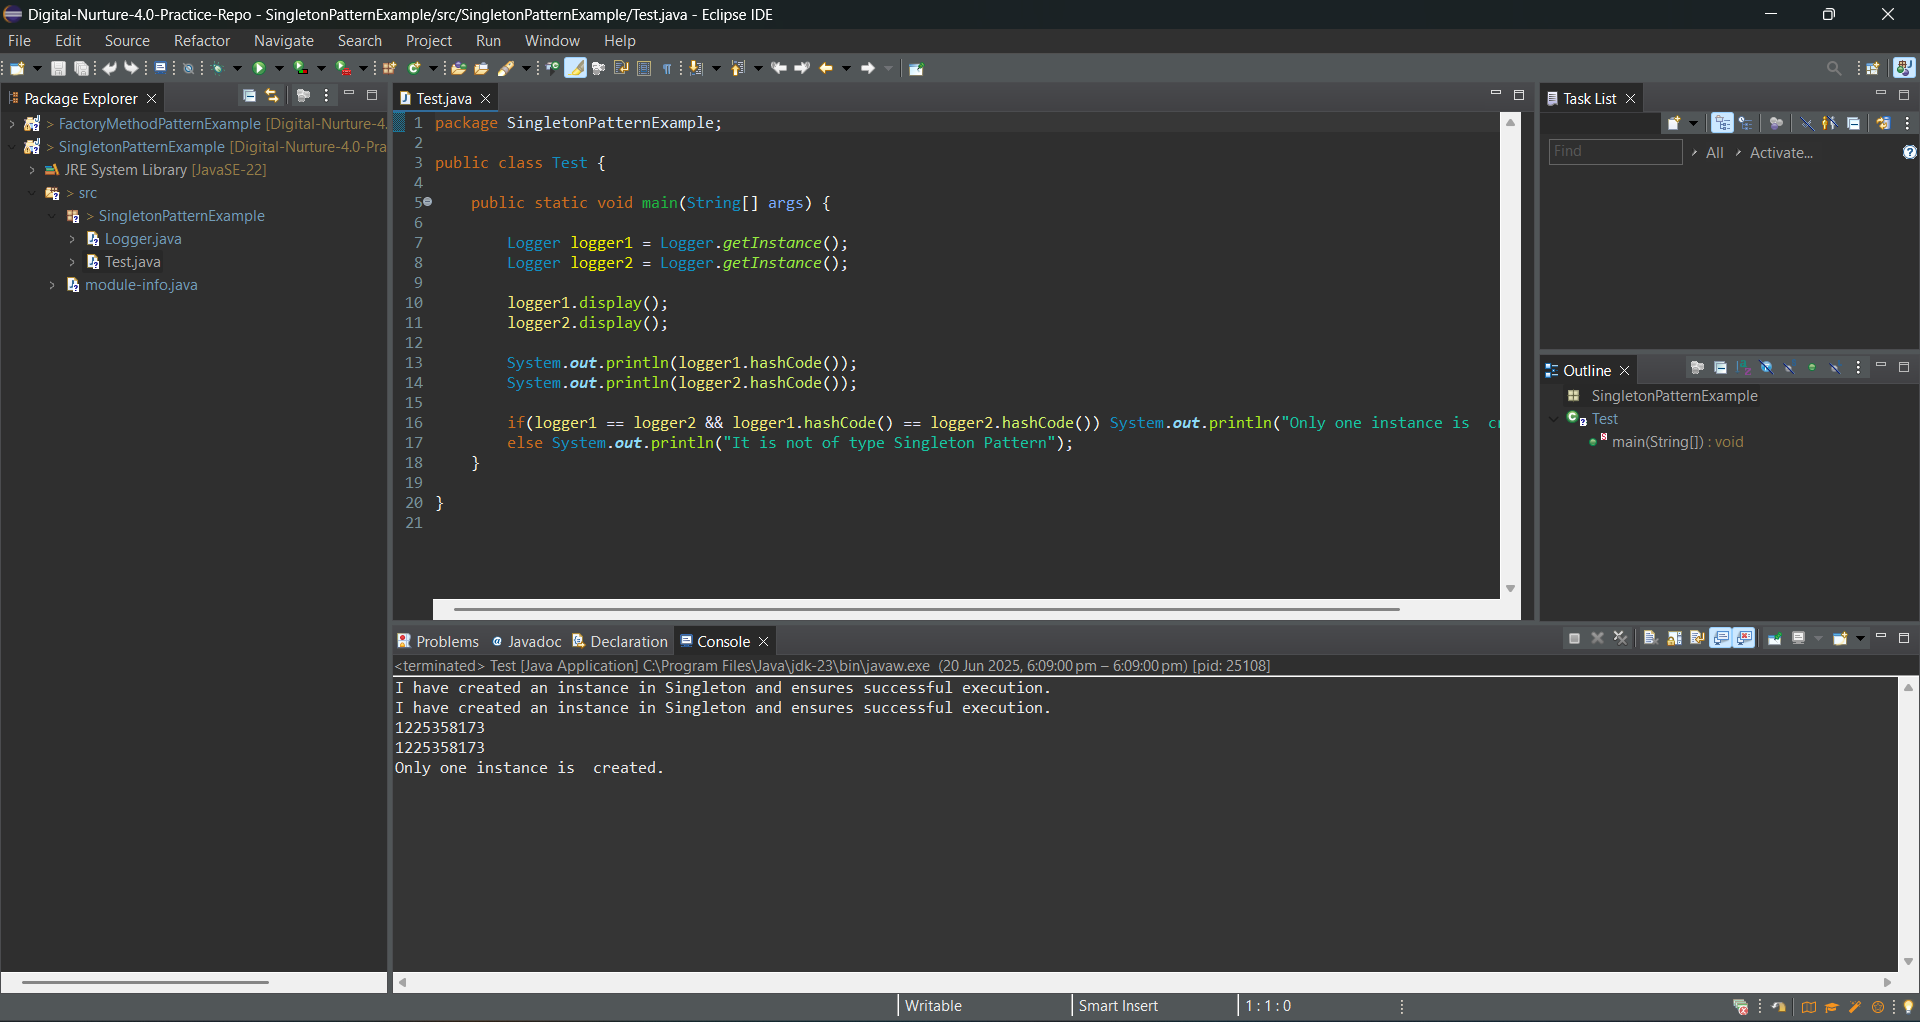 Digital-Nurture-4.0-Practice-Repo - SingletonPatternExample/src/SingletonPatternExample/Test.java - Eclipse IDE
File Edit Source Refactor Navigate Search Project Run Window Help
Package Explorer
> FactoryMethodPatternExample [Digital-Nurture-4.
> SingletonPatternExample [Digital-Nurture-4.0-Pra
JRE System Library [JavaSE-22]
> src
> SingletonPatternExample
Logger.java
Test.java
module-info.java
Test.java
1 package SingletonPatternExample;
2
3 public class Test {
4
5 public static void main(String[] args) {
6
7 Logger logger1 = Logger.getInstance();
8 Logger logger2 = Logger.getInstance();
9
10 logger1.display();
11 logger2.display();
12
13 System.out.println(logger1.hashCode());
14 System.out.println(logger2.hashCode());
15
16 if(logger1 == logger2 && logger1.hashCode() == logger2.hashCode()) System.out.println("Only one instance is  c
17 else System.out.println("It is not of type Singleton Pattern");
18 }
19
20 }
21
Task List
Find All Activate...
Outline
SingletonPatternExample
Test
main(String[]) : void
Problems Javadoc Declaration Console
<terminated> Test [Java Application] C:\Program Files\Java\jdk-23\bin\javaw.exe (20 Jun 2025, 6:09:00 pm – 6:09:00 pm) [pid: 25108]
I have created an instance in Singleton and ensures successful execution.
I have created an instance in Singleton and ensures successful execution.
1225358173
1225358173
Only one instance is  created.
Writable Smart Insert 1 : 1 : 0